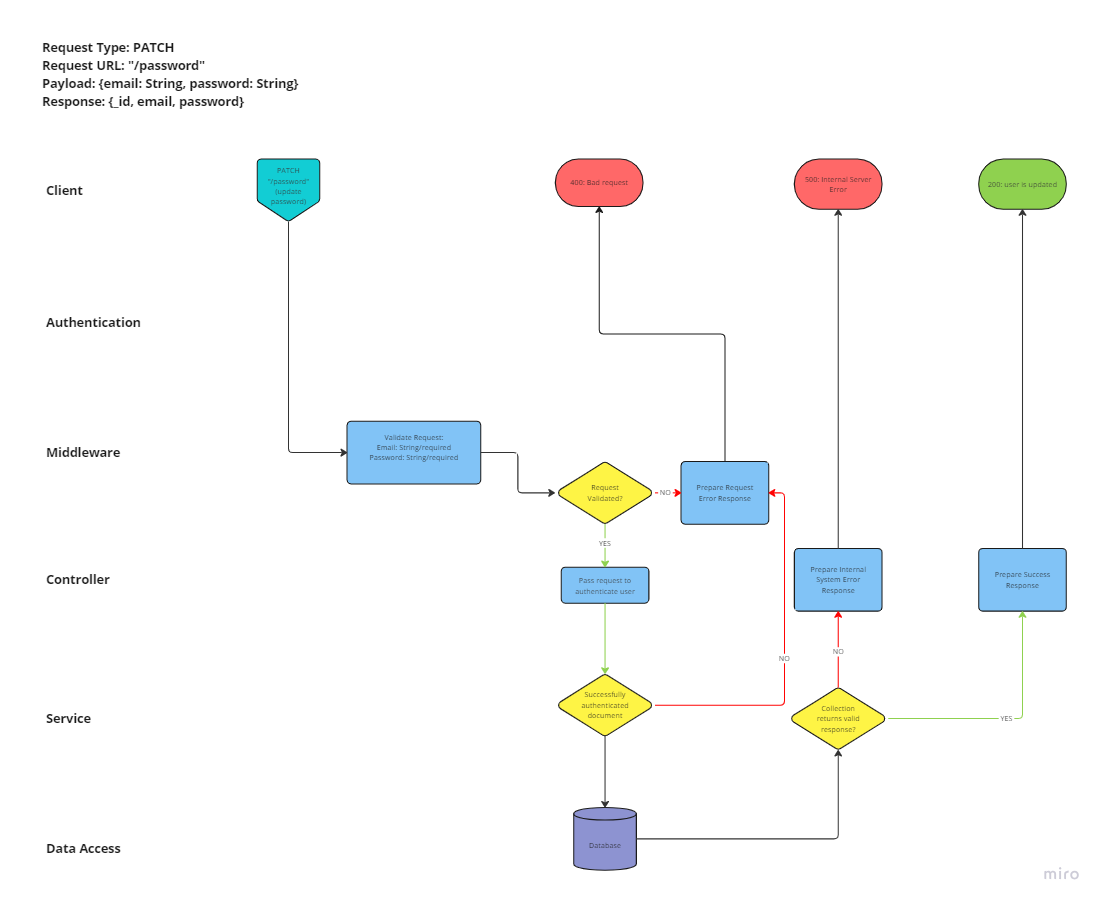 Request Type: PATCH
Request URL: "/password"
Payload: {email: String, password: String}
Response: {_id, email, password}
Client
PATCH
"/password"
(update
password)
400: Bad request
500: Internal Server
Error
200: user is updated
Authentication
Middleware
Validate Request:
Email: String/required
Password: String/required
Request
Validated?
NO
Prepare Request
Error Response
YES
Controller
Pass request to
authenticate user
Prepare Internal
System Error
Response
Prepare Success
Response
NO
NO
Service
Successfully
authenticated
document
Collection
returns valid
response?
YES
Data Access
Database
miro